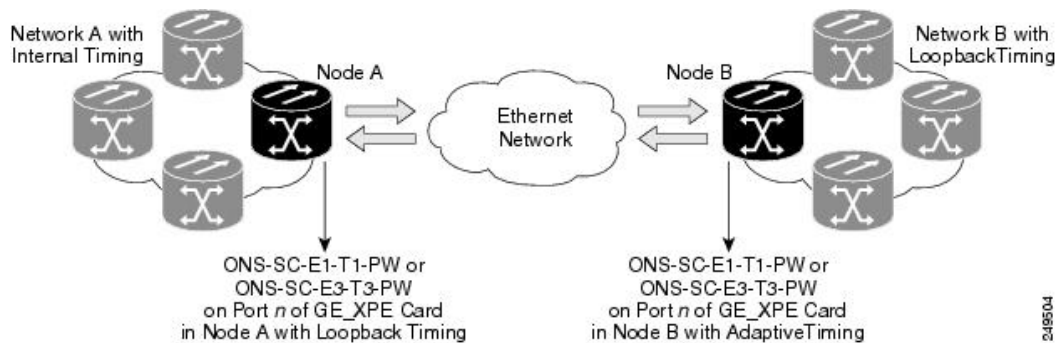 Network A with
Internal Timing
Node A
Ethernet
Network
Node B
Network B with
LoopbackTiming
ONS-SC-E1-T1-PW or
ONS-SC-E3-T3-PW
on Port n of GE_XPE Card
in Node A with Loopback Timing
ONS-SC-E1-T1-PW or
ONS-SC-E3-T3-PW
on Port n of GE_XPE Card
in Node B with AdaptiveTiming
249504